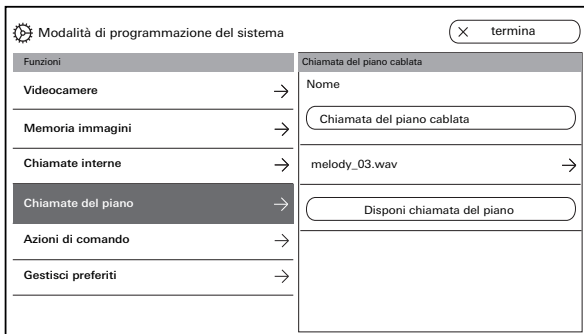 Modalità di programmazione del sistema
termina
Funzioni
Videocamere
Memoria immagini
Chiamate interne
Chiamate del piano
Azioni di comando
Gestisci preferiti
Chiamata del piano cablata
Nome
Chiamata del piano cablata
melody_03.wav
Disponi chiamata del piano